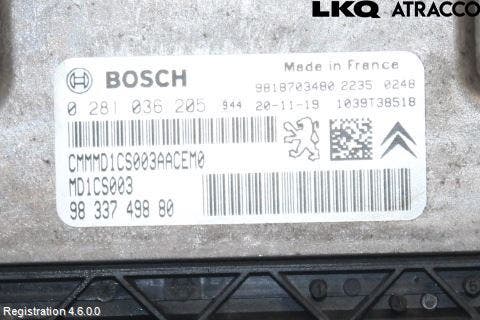 LKQ ATRACCO
BOSCH
Made in France
9818703480 2235 0248
0 281 036 205 944 20-11-19 1039T38518
CMMMD1CS003AACEM0
MD1CS003
98 337 498 80
Registration 4.6.0.0